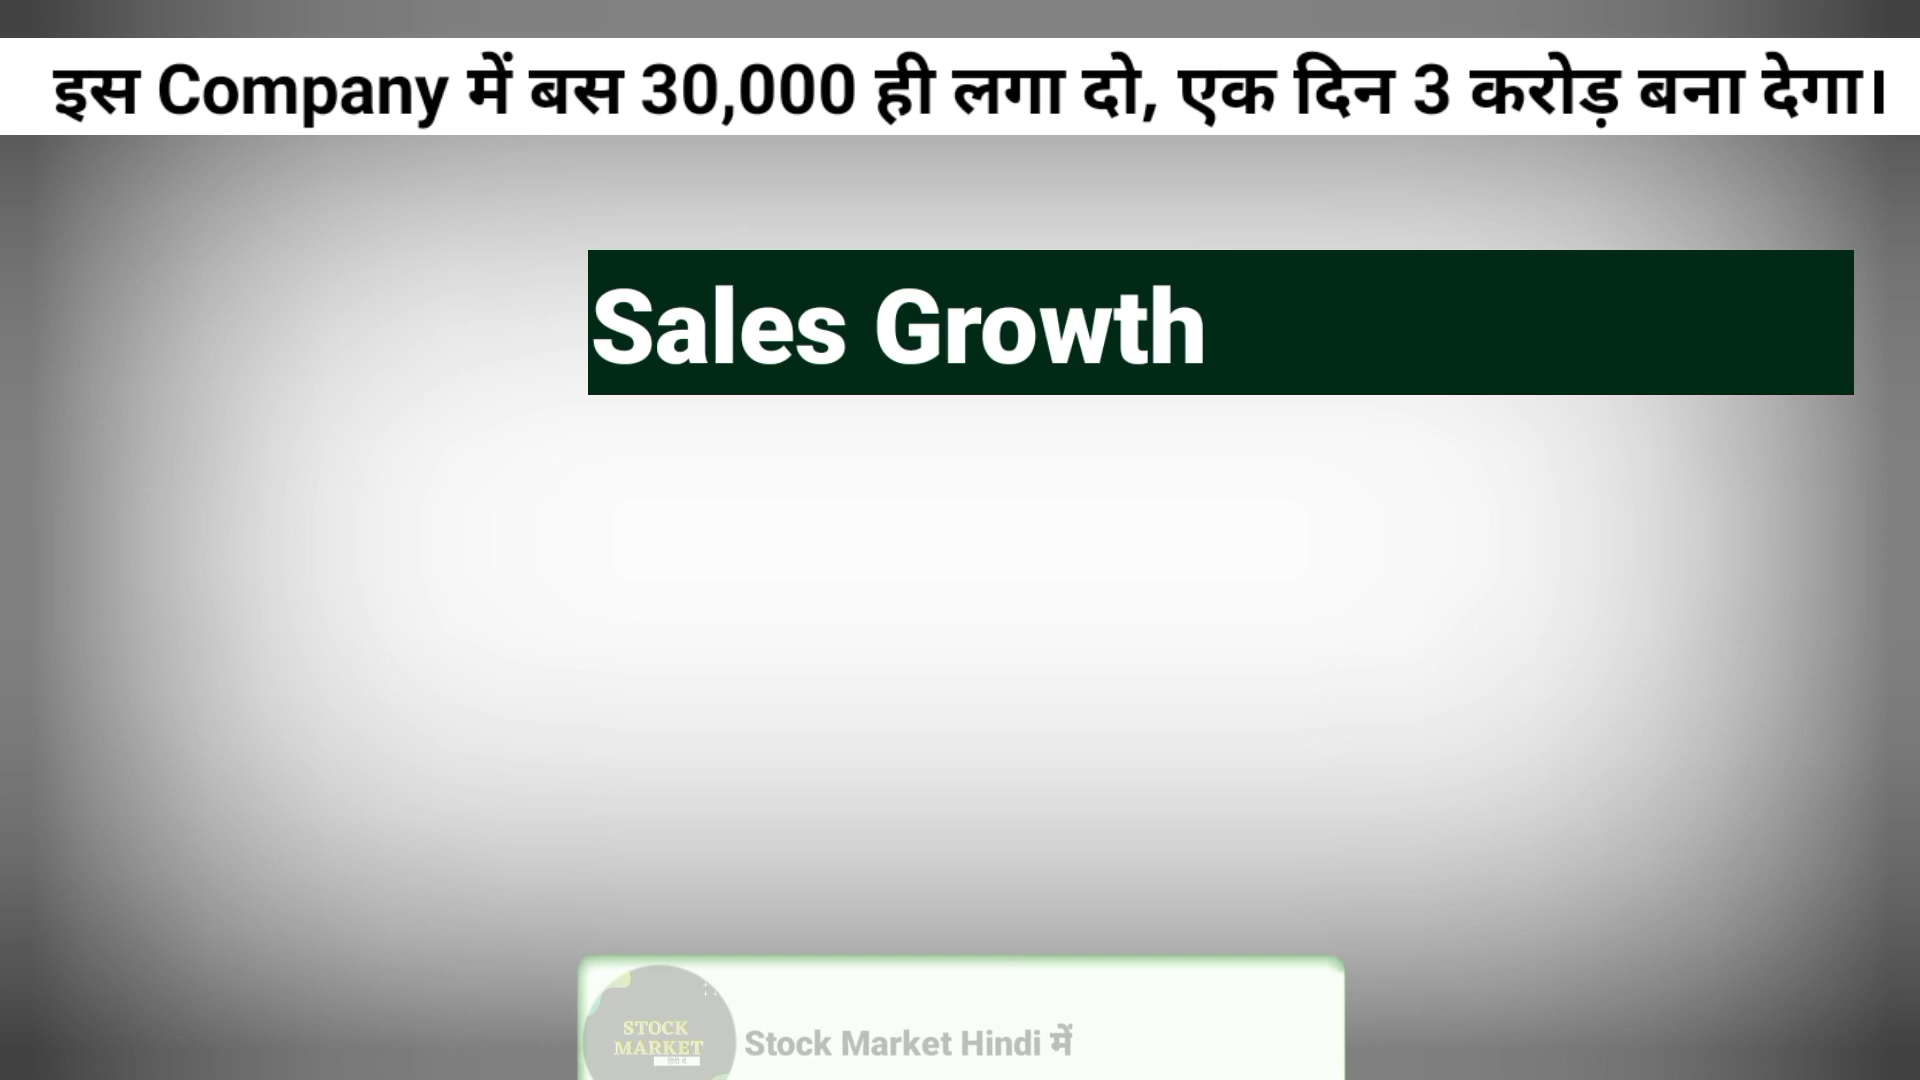 इस Company में बस 30,000 ही लगा दो, एक दिन 3 करोड़ बना देगा।
Sales Growth
STOCK
MARKET
Stock Market Hindi में